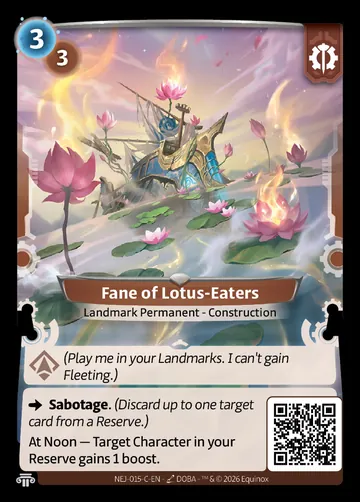 3
3
Fane of Lotus-Eaters
Landmark Permanent - Construction
(Play me in your Landmarks. I can't gain
Fleeting.)
Sabotage. (Discard up to one target
card from a Reserve.)
At Noon — Target Character in your
Reserve gains 1 boost.
NEJ-015-C-EN - DOBA - ™ & © 2026 Equinox